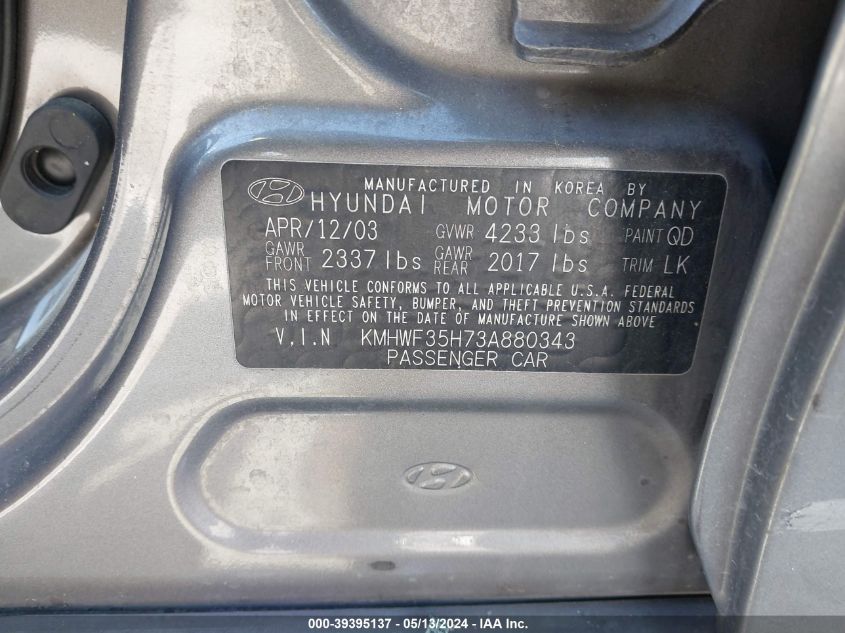 MANUFACTURED IN KOREA BY
HYUNDAI MOTOR COMPANY
APR/12/03 GVWR 4233 lbs PAINT QD
GAWR FRONT 2337 lbs GAWR REAR 2017 lbs TRIM LK
THIS VEHICLE CONFORMS TO ALL APPLICABLE U.S.A. FEDERAL
MOTOR VEHICLE SAFETY, BUMPER, AND THEFT PREVENTION STANDARDS
IN EFFECT ON THE DATE OF MANUFACTURE SHOWN ABOVE
V.I.N KMHWF35H73A880343
PASSENGER CAR
000-39395137 - 05/13/2024 - IAA Inc.